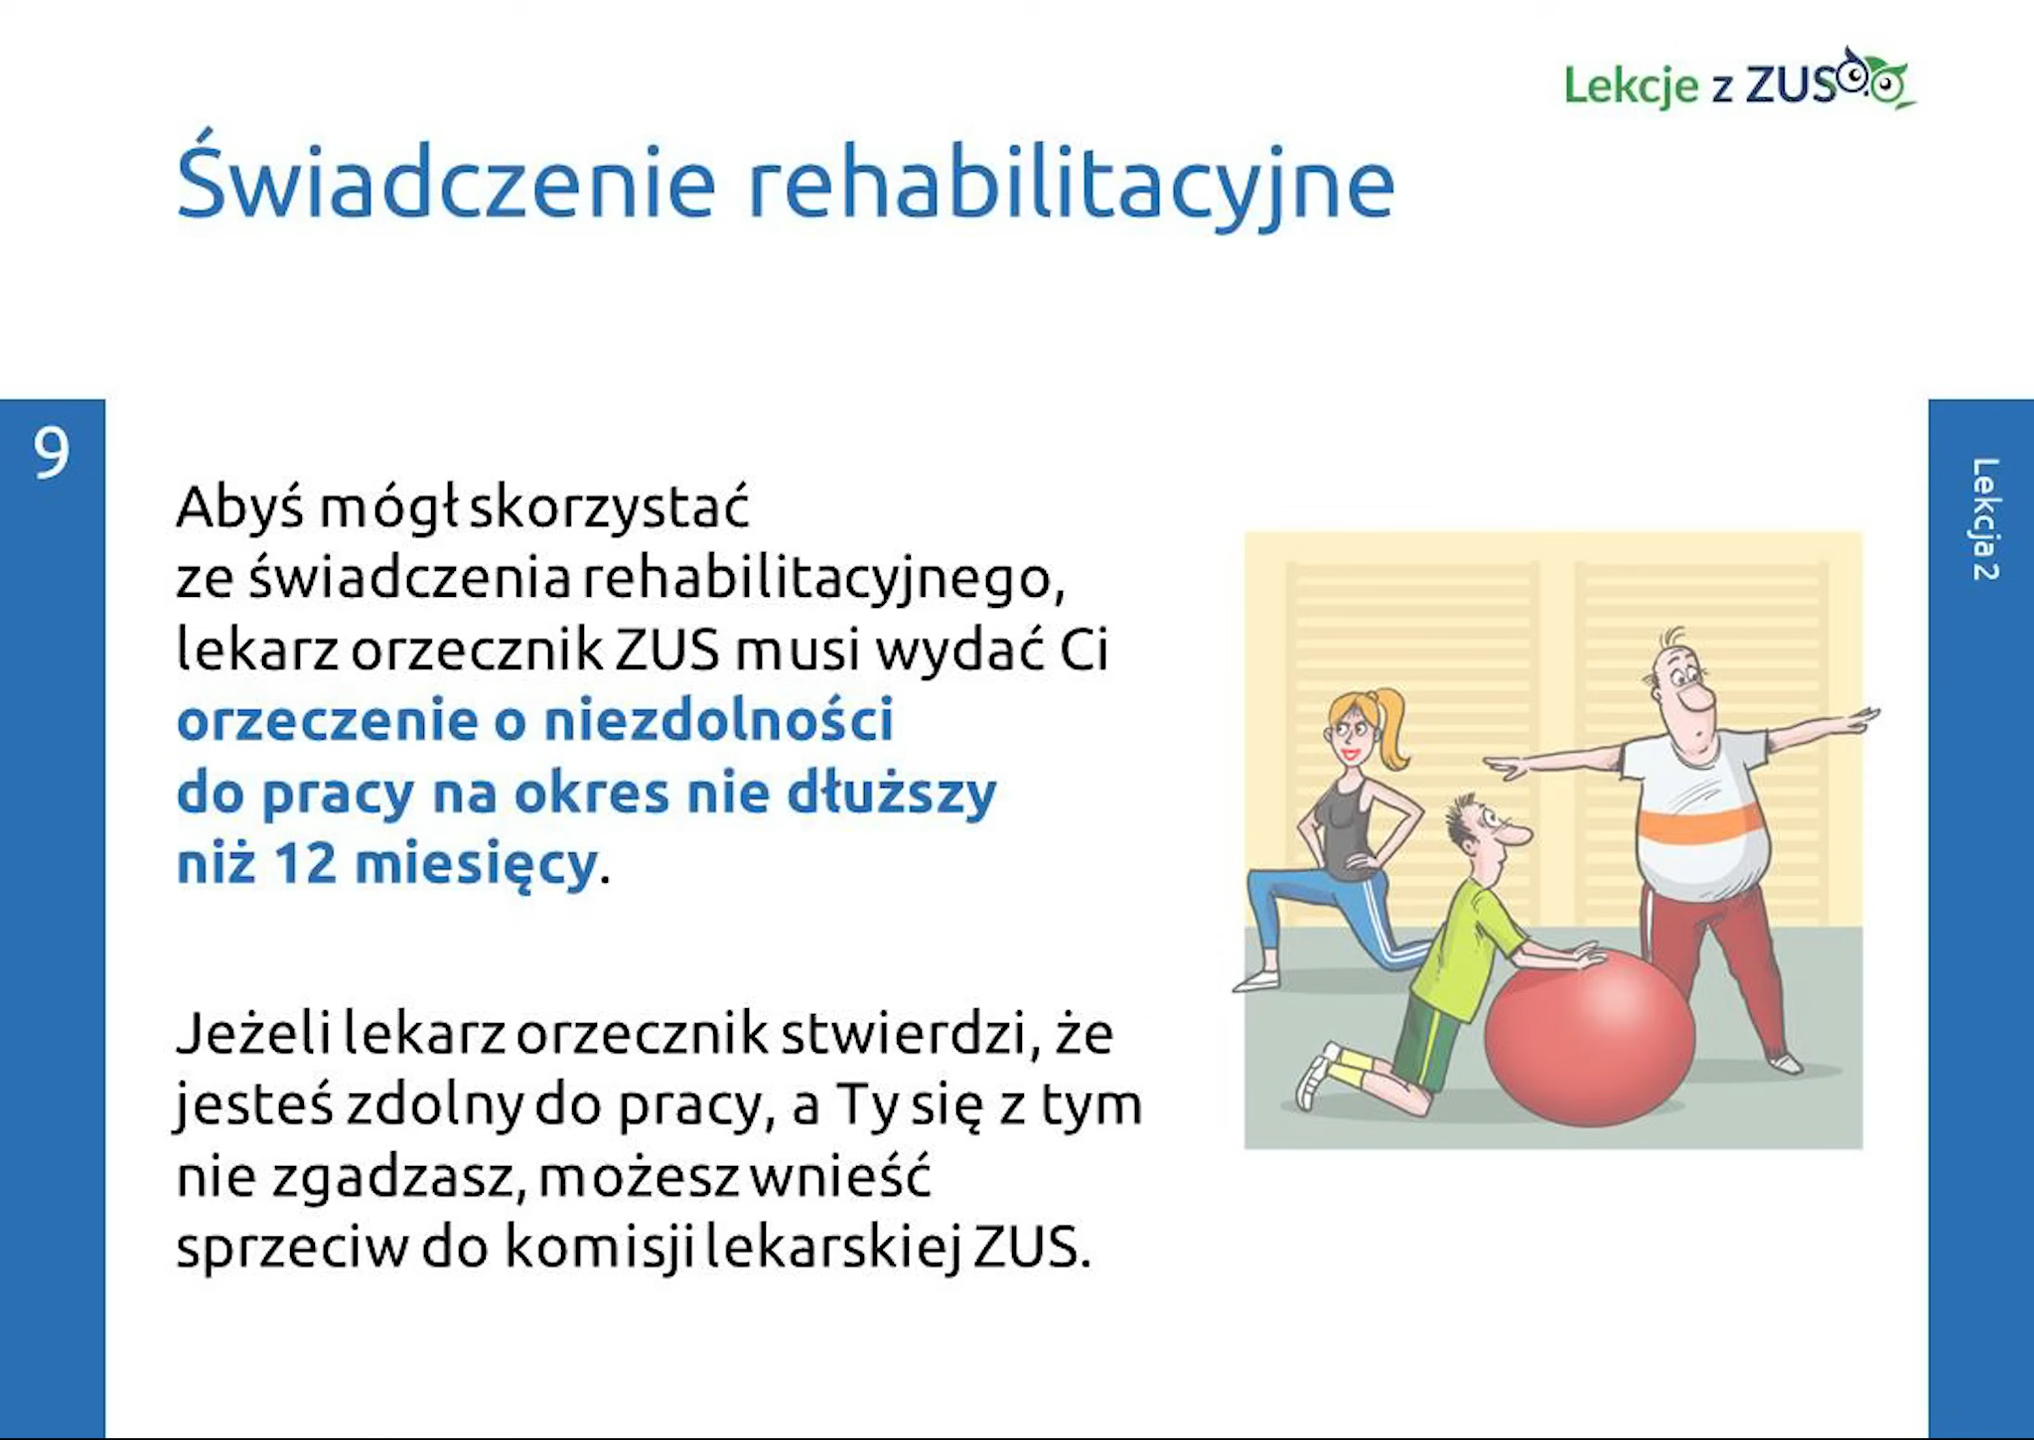 Lekcje z ZUS
Świadczenie rehabilitacyjne
9
Lekcja 2
Abyś mógł skorzystać
ze świadczenia rehabilitacyjnego,
lekarz orzecznik ZUS musi wydać Ci
orzeczenie o niezdolności
do pracy na okres nie dłuższy
niż 12 miesięcy.
Jeżeli lekarz orzecznik stwierdzi, że
jesteś zdolny do pracy, a Ty się z tym
nie zgadzasz, możesz wnieść
sprzeciw do komisji lekarskiej ZUS.